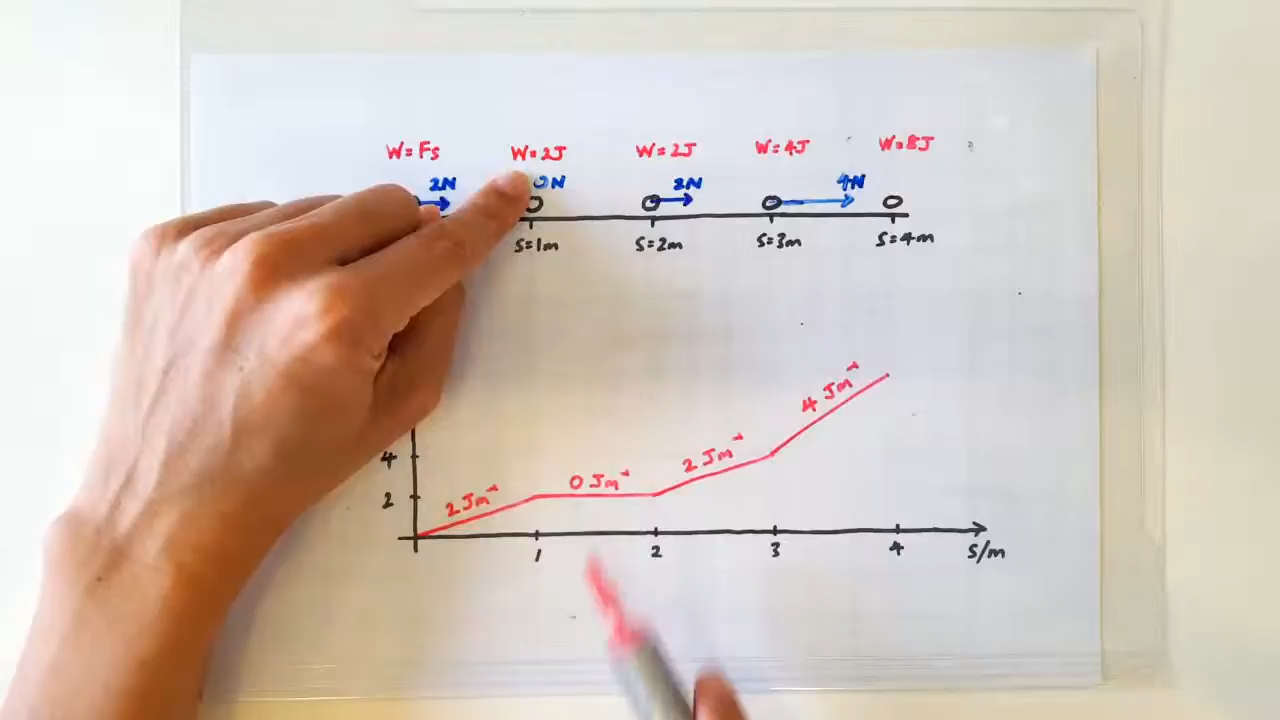 W=Fs W=2J W=2J W=4J W=8J
2N 0N 2N 4N
S=1m S=2m S=3m S=4m
4 Jm⁻¹
2 Jm⁻¹
0 Jm⁻¹
2 Jm⁻¹
4
2
1 2 3 4 S/m